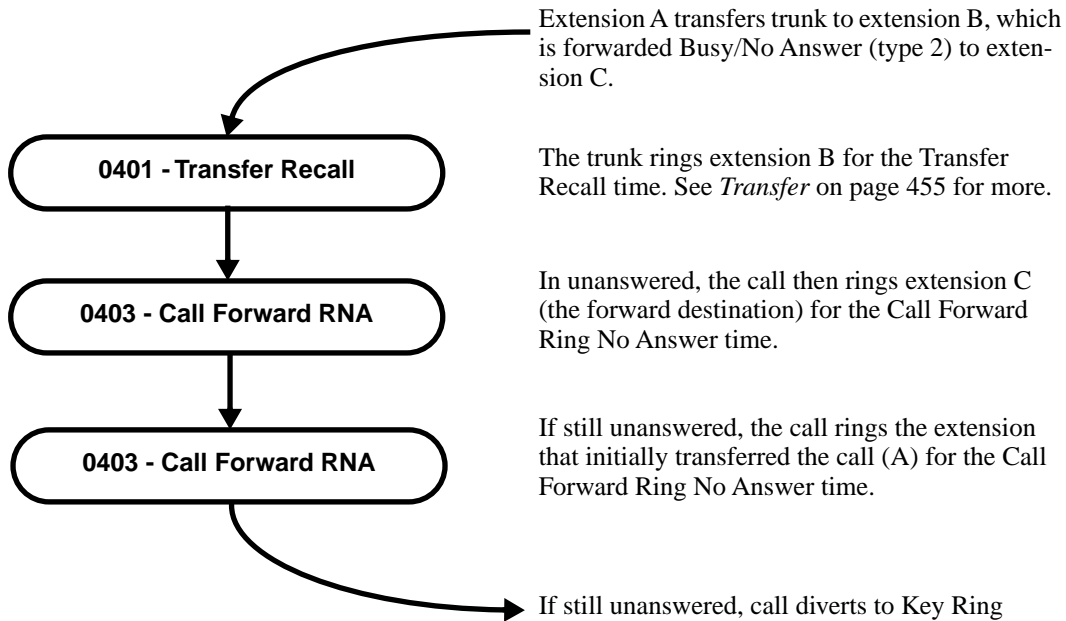 Extension A transfers trunk to extension B, which
is forwarded Busy/No Answer (type 2) to exten-
sion C.
0401 - Transfer Recall
The trunk rings extension B for the Transfer
Recall time. See Transfer on page 455 for more.
0403 - Call Forward RNA
In unanswered, the call then rings extension C
(the forward destination) for the Call Forward
Ring No Answer time.
0403 - Call Forward RNA
If still unanswered, the call rings the extension
that initially transferred the call (A) for the Call
Forward Ring No Answer time.
If still unanswered, call diverts to Key Ring